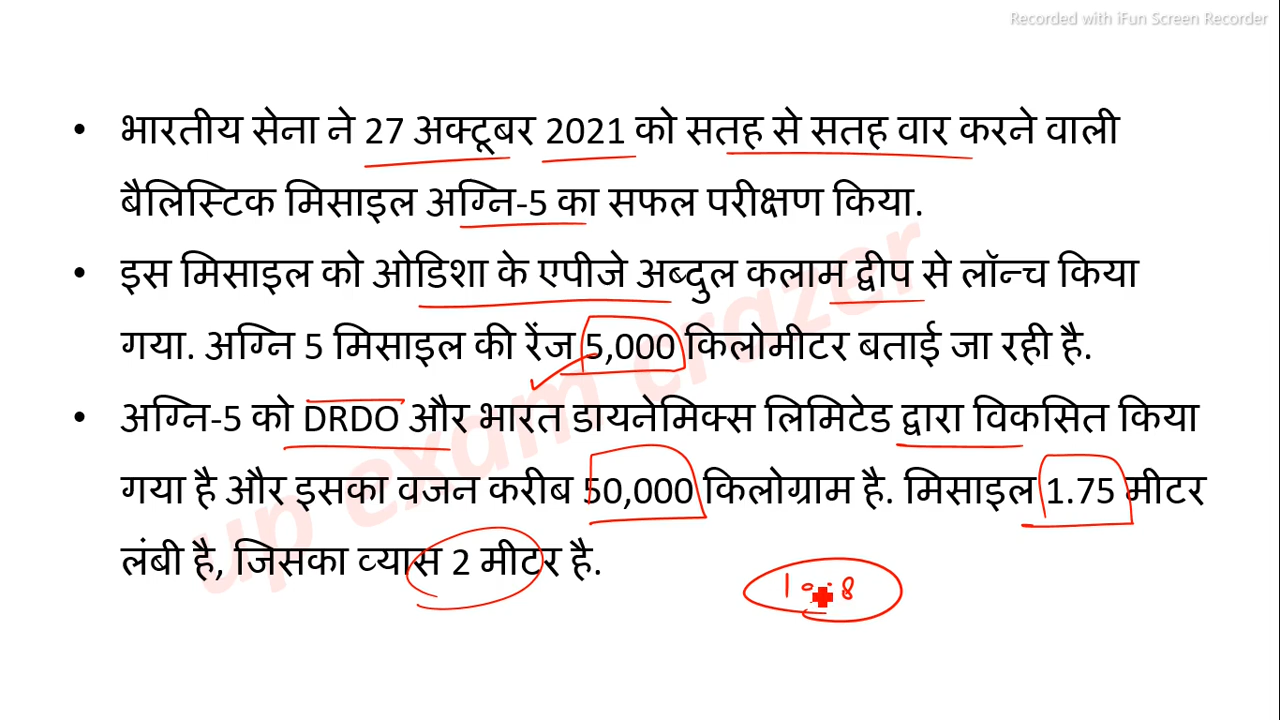 Recorded with iFun Screen Recorder
• भारतीय सेना ने 27 अक्टूबर 2021 को सतह से सतह वार करने वाली
बैलिस्टिक मिसाइल अग्नि-5 का सफल परीक्षण किया.
• इस मिसाइल को ओडिशा के एपीजे अब्दुल कलाम द्वीप से लॉन्च किया
गया. अग्नि 5 मिसाइल की रेंज 5,000 किलोमीटर बताई जा रही है.
• अग्नि-5 को DRDO और भारत डायनेमिक्स लिमिटेड द्वारा विकसित किया
गया है और इसका वजन करीब 50,000 किलोग्राम है. मिसाइल 1.75 मीटर
लंबी है, जिसका व्यास 2 मीटर है.
up exam crazer